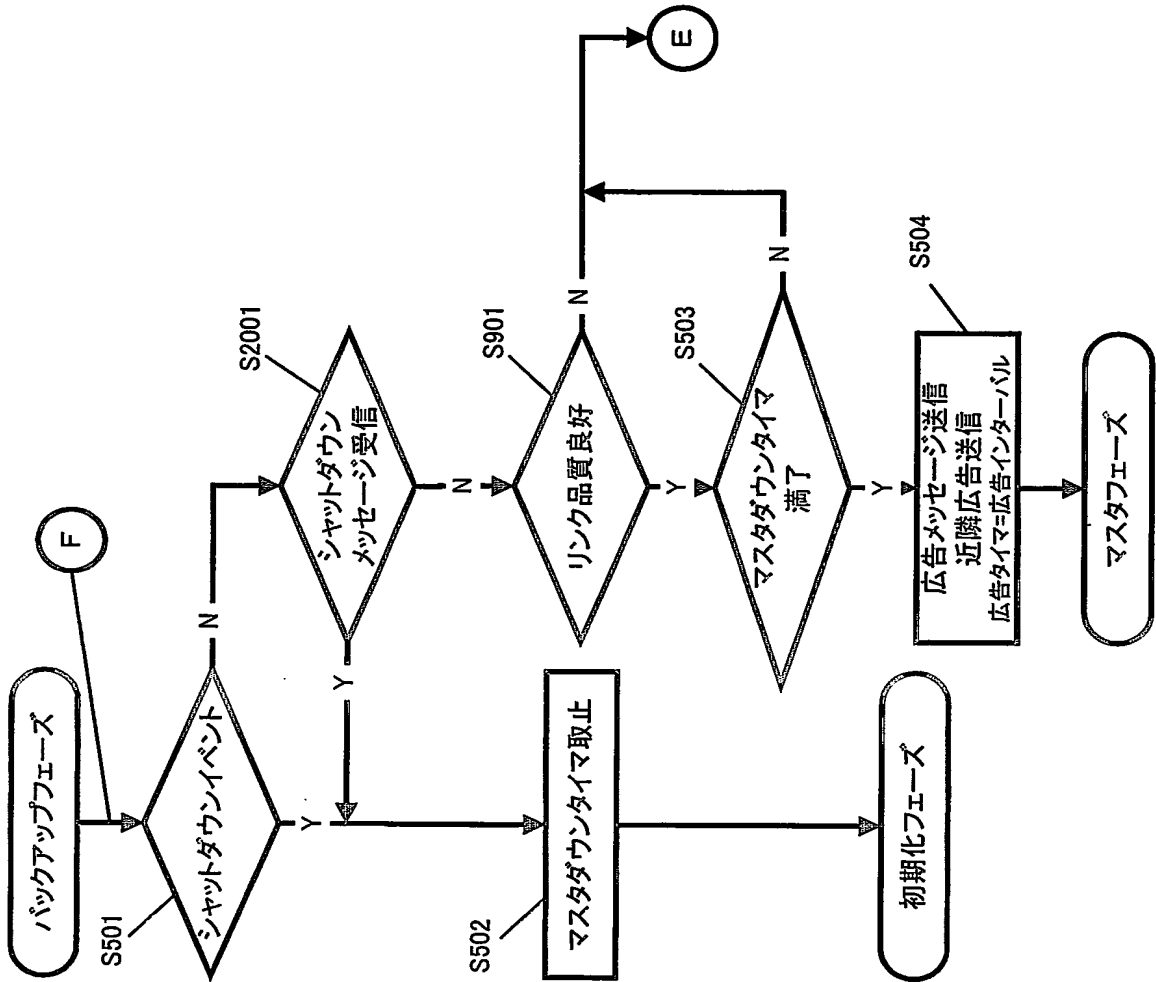 バックアップフェーズ
F
シャットダウンイベント
S501
N
Y
シャットダウン
メッセージ受信
S2001
Y
N
マスタダウンタイマ取止
S502
初期化フェーズ
リンク品質良好
S901
N
Y
E
マスタダウンタイマ
満了
S503
N
Y
広告メッセージ送信
近隣広告送信
広告タイマ=広告インターバル
S504
マスタフェーズ